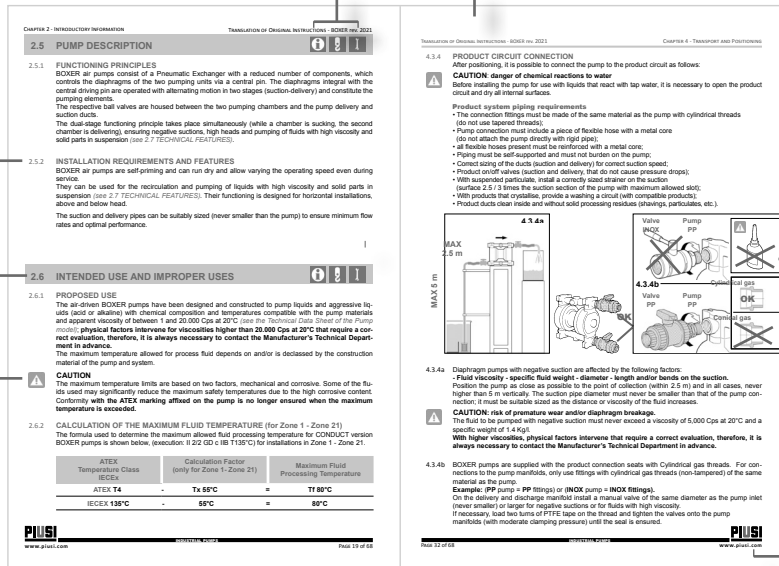 CHAPTER 2 - INTRODUCTORY INFORMATION
TRANSLATION OF ORIGINAL INSTRUCTIONS - BOXER rev. 2021
2.5 PUMP DESCRIPTION
2.5.1 FUNCTIONING PRINCIPLES
BOXER air pumps consist of a Pneumatic Exchanger with a reduced number of components, which
controls the diaphragms of the two pumping units via a central pin. The diaphragms integral with the
central driving pin are operated with alternating motion in two stages (suction-delivery) and constitute the
pumping elements.
The respective ball valves are housed between the two pumping chambers and the pump delivery and
suction ducts.
The dual-stage functioning principle takes place simultaneously (while a chamber is sucking, the second
chamber is delivering), ensuring negative suctions, high heads and pumping of fluids with high viscosity and
solid parts in suspension (see 2.7 TECHNICAL FEATURES).
2.5.2 INSTALLATION REQUIREMENTS AND FEATURES
BOXER air pumps are self-priming and can run dry and allow varying the operating speed even during
service.
They can be used for the recirculation and pumping of liquids with high viscosity and solid parts in
suspension (see 2.7 TECHNICAL FEATURES). Their functioning is designed for horizontal installations,
above and below head.
The suction and delivery pipes can be suitably sized (never smaller than the pump) to ensure minimum flow
rates and optimal performance.
2.6 INTENDED USE AND IMPROPER USES
2.6.1 PROPOSED USE
The air-driven BOXER pumps have been designed and constructed to pump liquids and aggressive liq-
uids (acid or alkaline) with chemical composition and temperatures compatible with the pump materials
and apparent viscosity of between 1 and 20.000 Cps at 20°C (see the Technical Data Sheet of the Pump
model); physical factors intervene for viscosities higher than 20.000 Cps at 20°C that require a cor-
rect evaluation, therefore, it is always necessary to contact the Manufacturer's Technical Depart-
ment in advance.
The maximum temperature allowed for process fluid depends on and/or is declassed by the construction
material of the pump and system.
CAUTION
The maximum temperature limits are based on two factors, mechanical and corrosive. Some of the flu-
ids used may significantly reduce the maximum safety temperatures due to the high corrosive content.
Conformity with the ATEX marking affixed on the pump is no longer ensured when the maximum
temperature is exceeded.
2.6.2 CALCULATION OF THE MAXIMUM FLUID TEMPERATURE (for Zone 1 - Zone 21)
The formula used to determine the maximum allowed fluid processing temperature for CONDUCT version
BOXER pumps is shown below, (execution: II 2/2 GD c IIB T135°C) for installations in Zone 1 - Zone 21.
ATEX Temperature Class IECEx
Calculation Factor (only for Zone 1- Zone 21)
Maximum Fluid Processing Temperature
ATEX T4 - Tx 55°C = Tf 80°C
IECEX 135°C - 55°C = 80°C
PIUSI
INDUSTRIAL PUMPS
www.piusi.com
PAGE 19 of 68
TRANSLATION OF ORIGINAL INSTRUCTIONS - BOXER rev. 2021
CHAPTER 4 - TRANSPORT AND POSITIONING
4.3.4 PRODUCT CIRCUIT CONNECTION
After positioning, it is possible to connect the pump to the product circuit as follows:
CAUTION: danger of chemical reactions to water
Before installing the pump for use with liquids that react with tap water, it is necessary to open the product
circuit and dry all internal surfaces.
Product system piping requirements
• The connection fittings must be made of the same material as the pump with cylindrical threads
(do not use tapered threads);
• Pump connection must include a piece of flexible hose with a metal core
(do not attach the pump directly with rigid pipe);
• all flexible hoses present must be reinforced with a metal core;
• Piping must be self-supported and must not burden on the pump;
• Correct sizing of the ducts (suction and delivery) for correct suction speed;
• Product on/off valves (suction and delivery, that do not cause pressure drops);
• With suspended particulate, install a correctly sized strainer on the suction
(surface 2.5 / 3 times the suction section of the pump with maximum allowed slot);
• With products that crystallise, provide a washing circuit (with compatible products);
• Product ducts clean inside and without solid processing residues (shavings, particulates, etc.).
4.3.4a
MAX
2.5 m
MAX 5 m
OK
Valve INOX
Pump PP
4.3.4b
Valve PP
Pump PP
Cylindrical gas
OK
Conical gas
4.3.4a Diaphragm pumps with negative suction are affected by the following factors:
- Fluid viscosity - specific fluid weight - diameter - length and/or bends on the suction.
Position the pump as close as possible to the point of collection (within 2.5 m) and in all cases, never
higher than 5 m vertically. The suction pipe diameter must never be smaller than that of the pump con-
nection; it must be suitable sized as the distance or viscosity of the fluid increases.
CAUTION: risk of premature wear and/or diaphragm breakage.
The fluid to be pumped with negative suction must never exceed a viscosity of 5,000 Cps at 20°C and a
specific weight of 1.4 Kg/l.
With higher viscosities, physical factors intervene that require a correct evaluation, therefore, it is
always necessary to contact the Manufacturer's Technical Department in advance.
4.3.4b BOXER pumps are supplied with the product connection seats with Cylindrical gas threads. For con-
nections to the pump manifolds, only use fittings with cylindrical gas threads (non-tampered) of the same
material as the pump.
Example: (PP pump = PP fittings) or (INOX pump = INOX fittings).
On the delivery and discharge manifold install a manual valve of the same diameter as the pump inlet
(never smaller) or larger for negative suctions or for fluids with high viscosity.
If necessary, load two turns of PTFE tape on the thread and tighten the valves onto the pump
manifolds (with moderate clamping pressure) until the seal is ensured.
PIUSI
INDUSTRIAL PUMPS
PAGE 32 of 68
www.piusi.com